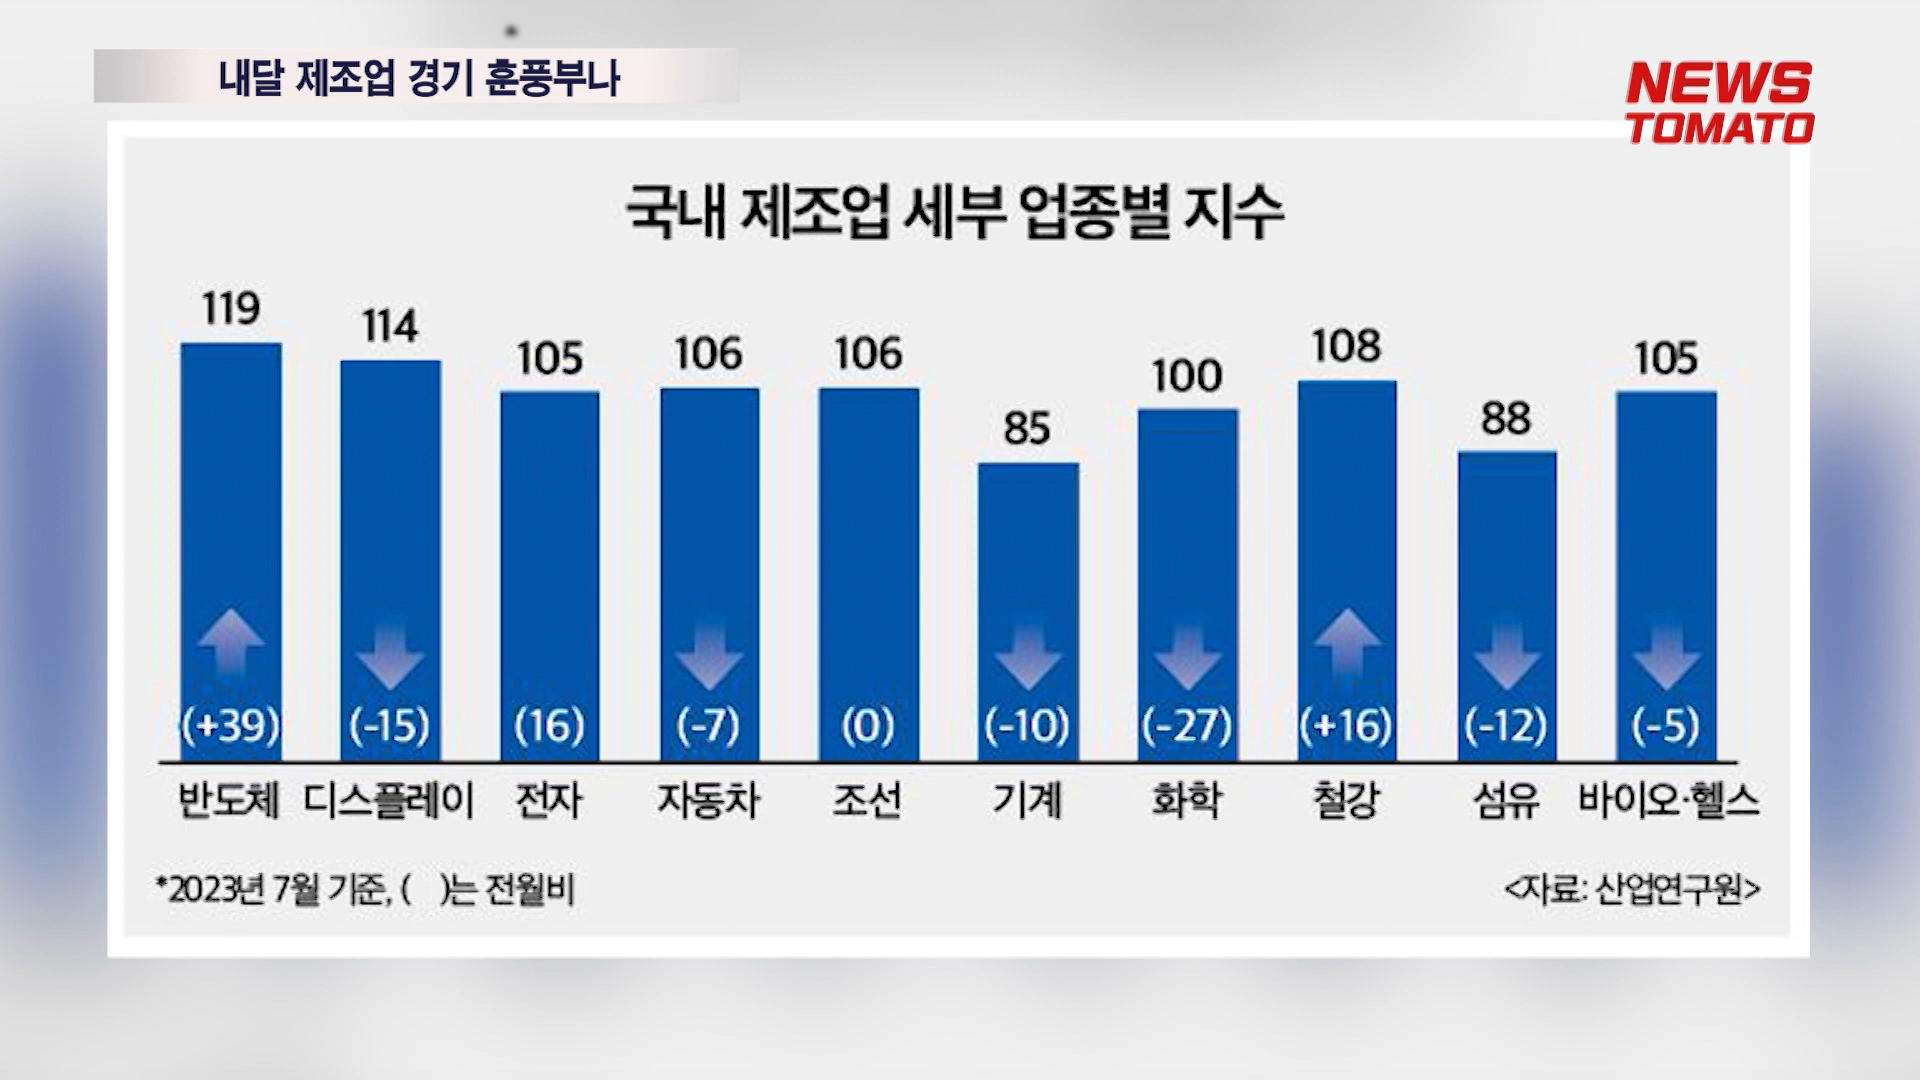 내달 제조업 경기 훈풍부나
NEWS
TOMATO
국내 제조업 세부 업종별 지수
119 114 105 106 106 85 100 108 88 105
(+39) (-15) (16) (-7) (0) (-10) (-27) (+16) (-12) (-5)
반도체 디스플레이 전자 자동차 조선 기계 화학 철강 섬유 바이오·헬스
*2023년 7월 기준, ( )는 전월비 <자료: 산업연구원>